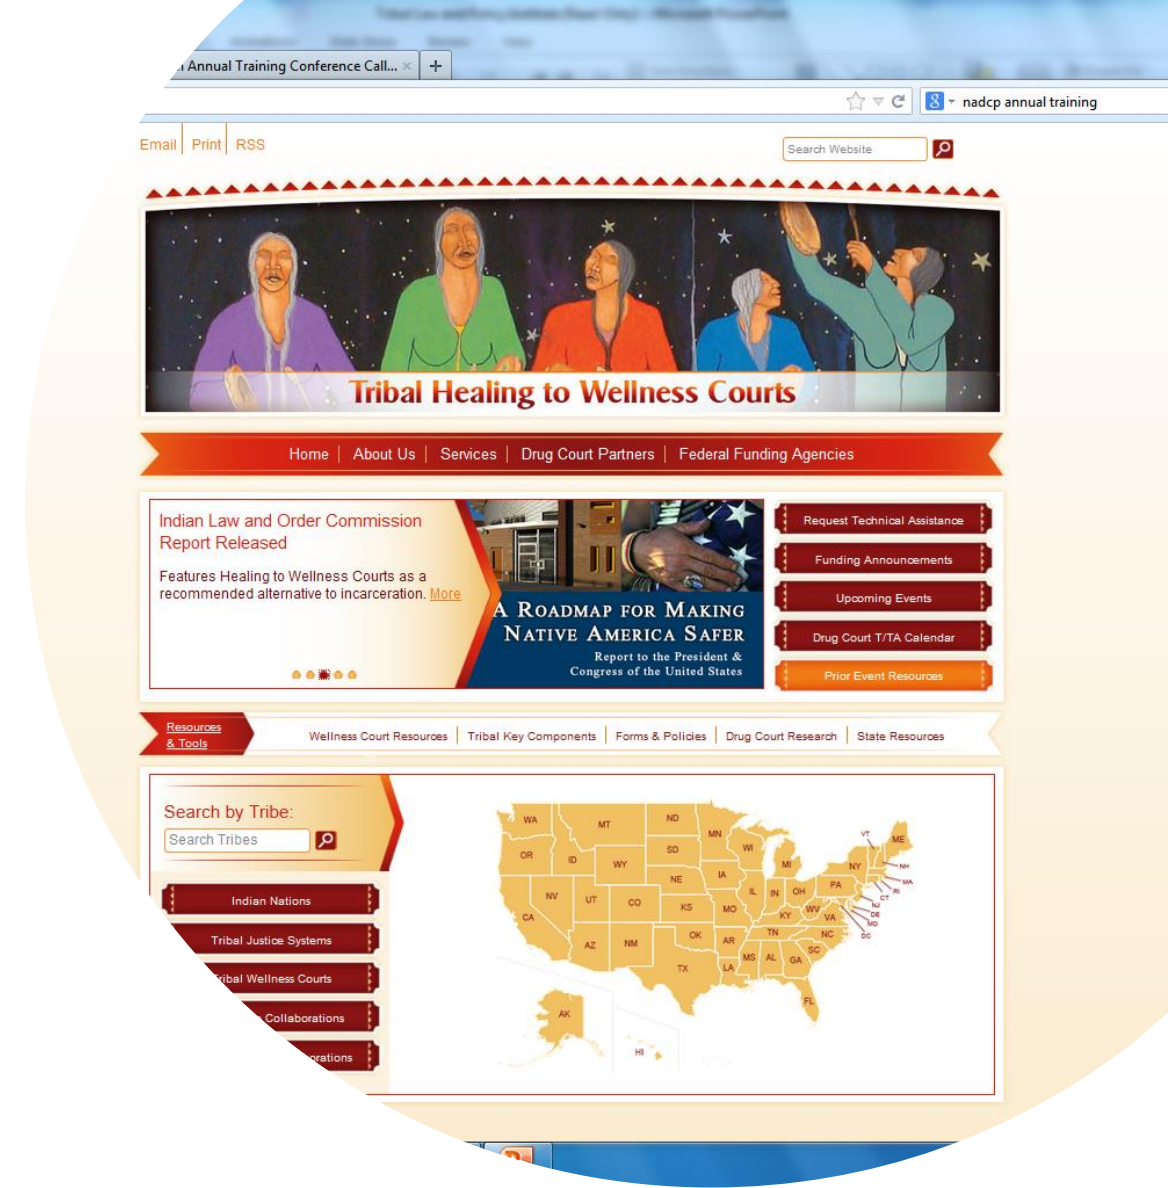 Annual Training Conference Call...
nadcp annual training
Email Print RSS
Search Website
Tribal Healing to Wellness Courts
Home About Us Services Drug Court Partners Federal Funding Agencies
Indian Law and Order Commission
Report Released
Features Healing to Wellness Courts as a
recommended alternative to incarceration. More
A ROADMAP FOR MAKING
NATIVE AMERICA SAFER
Report to the President &
Congress of the United States
Request Technical Assistance
Funding Announcements
Upcoming Events
Drug Court T/TA Calendar
Prior Event Resources
Resources
& Tools
Wellness Court Resources Tribal Key Components Forms & Policies Drug Court Research State Resources
Search by Tribe:
Search Tribes
Indian Nations
Tribal Justice Systems
Tribal Wellness Courts
Collaborations
WA
MT
ND
MN
VT
ME
OR
ID
WY
SD
WI
MI
NY
NH
MA
RI
CT
NV
UT
CO
NE
IA
IL
IN
OH
PA
NJ
DE
MD
DC
CA
KS
MO
KY
WV
VA
AZ
NM
OK
AR
TN
NC
SC
TX
LA
MS
AL
GA
FL
AK
HI